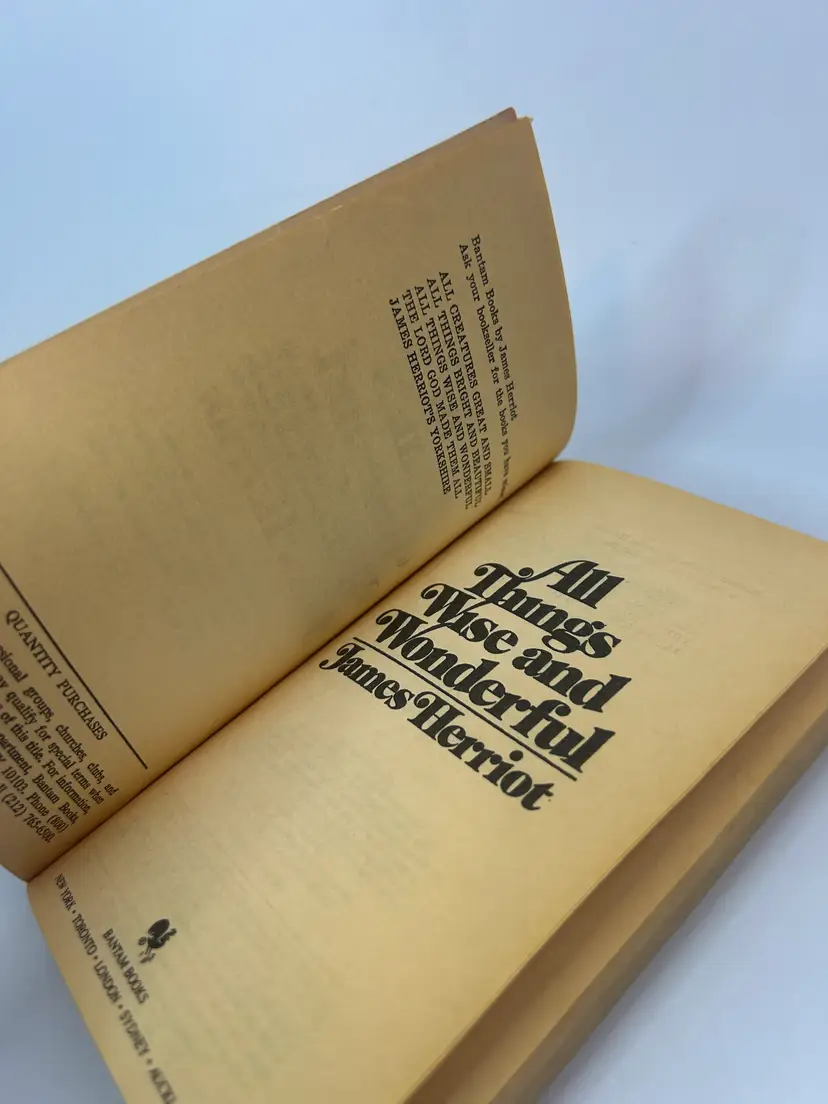 Bantam Books by James Herriot
Ask your bookseller for the books you have
ALL CREATURES GREAT AND SMALL
ALL THINGS BRIGHT AND BEAUTIFUL
ALL THINGS WISE AND WONDERFUL
THE LORD GOD MADE THEM ALL
JAMES HERRIOT'S YORKSHIRE
QUANTITY PURCHASES
groups, churches, clubs, and
qualify for special terms when
of this title. For information,
Bantam Books,
10103. Phone (800)
(212) 765-6500.
All
Things
Wise and
Wonderful
James Herriot
BANTAM BOOKS
NEW YORK • TORONTO • LONDON • SYDNEY •